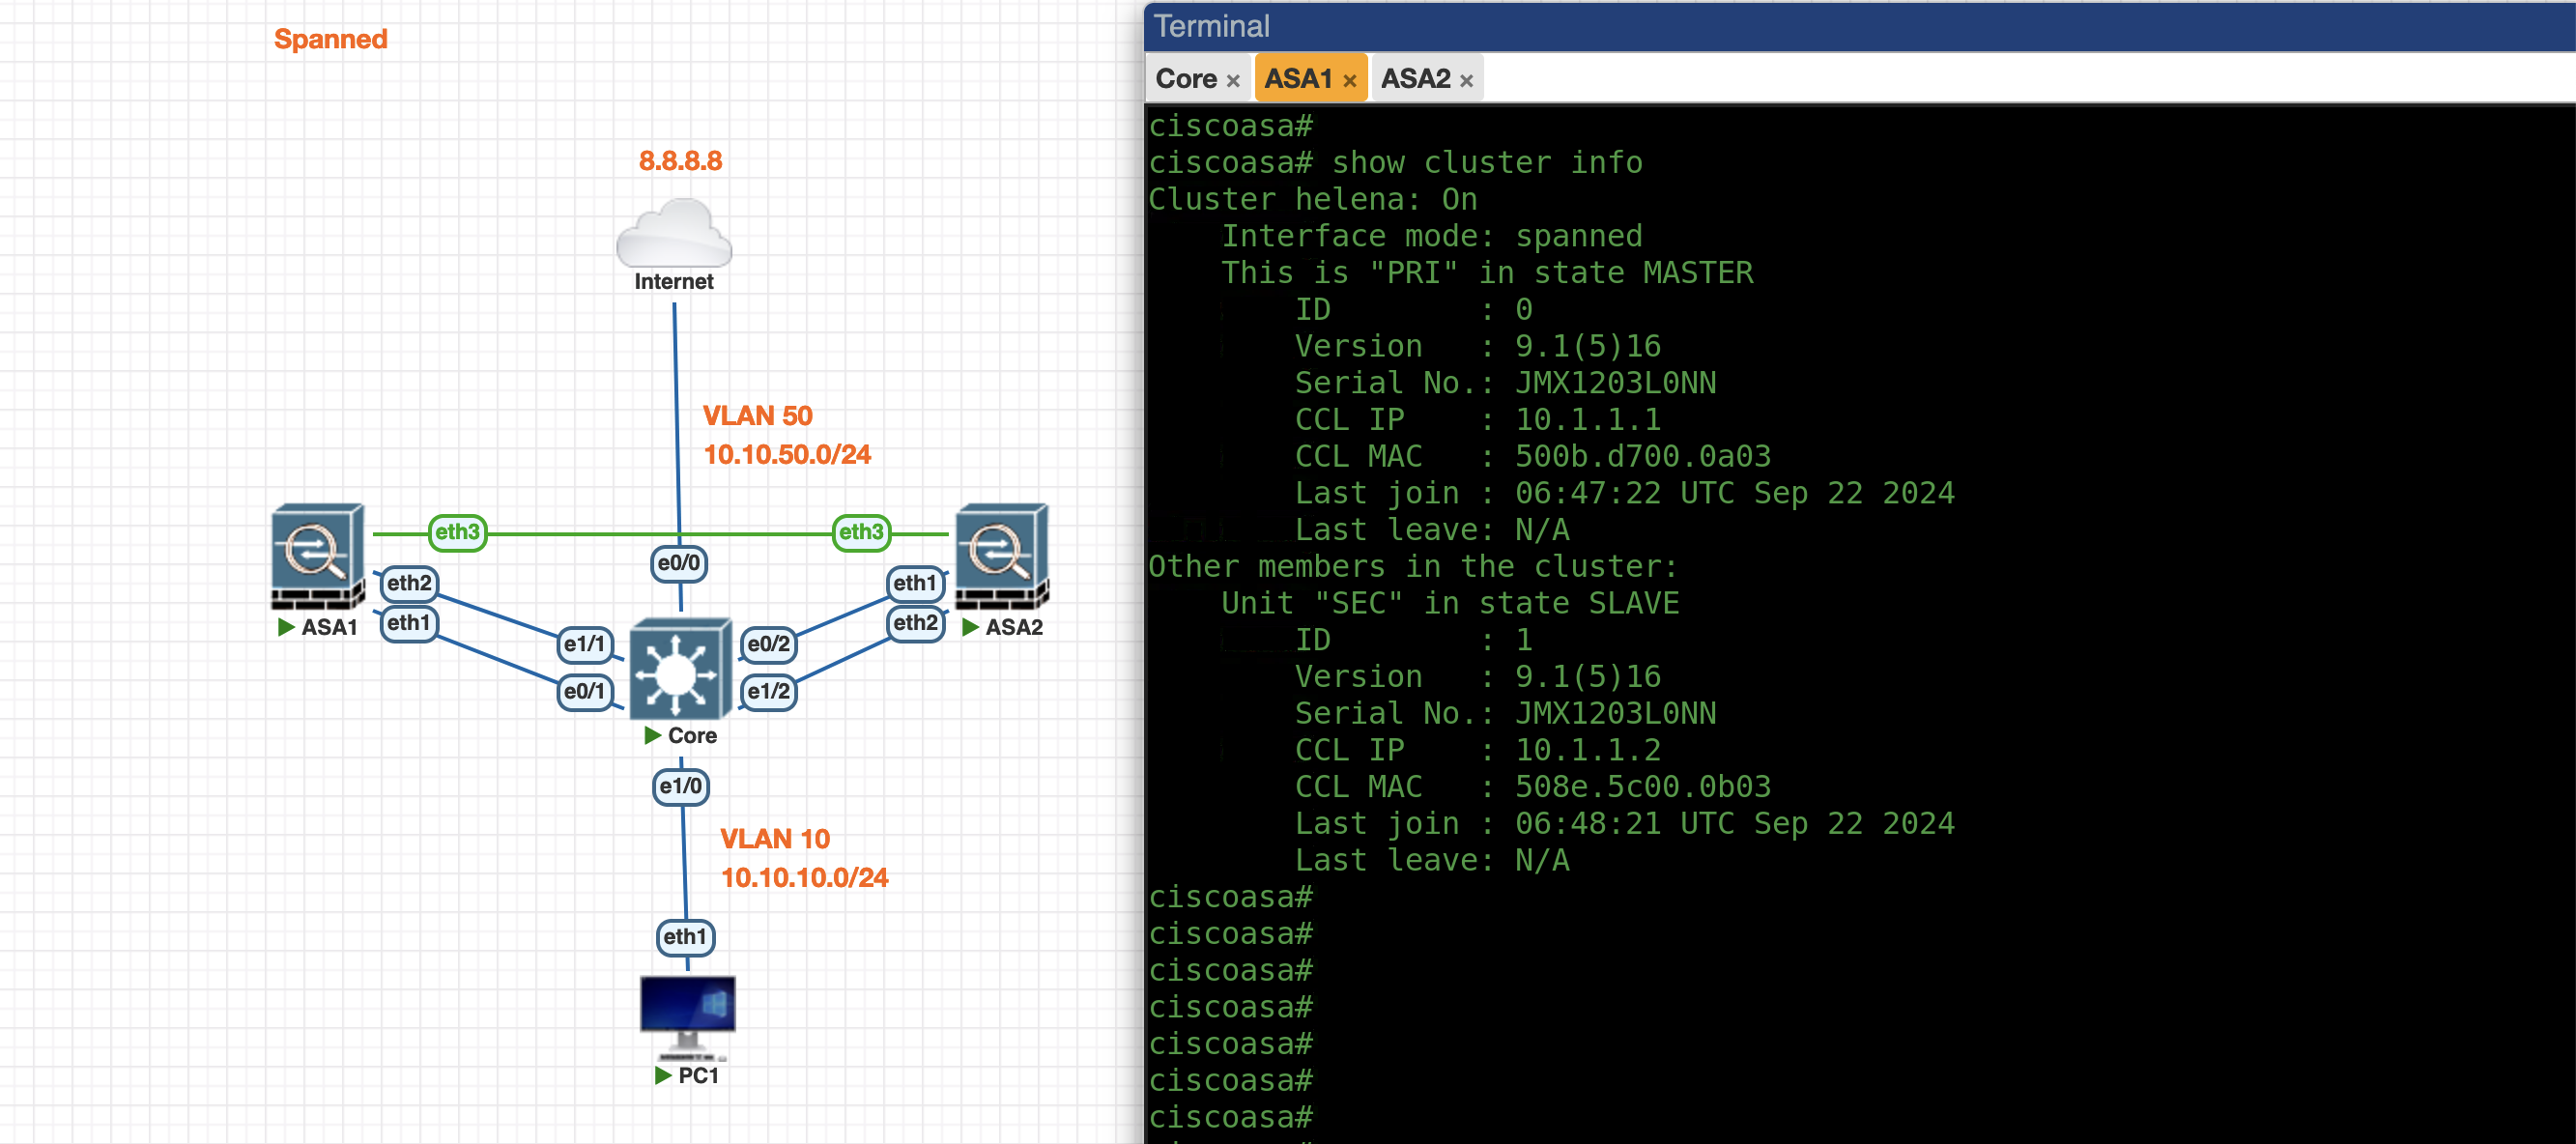 Spanned
8.8.8.8
Internet
VLAN 50
10.10.50.0/24
eth3
eth3
e0/0
eth2
eth1
eth1
eth2
ASA1
ASA2
e1/1
e0/2
e0/1
e1/2
Core
e1/0
VLAN 10
10.10.10.0/24
eth1
PC1
Terminal
Core × ASA1 × ASA2 ×
ciscoasa#
ciscoasa# show cluster info
Cluster helena: On
    Interface mode: spanned
    This is "PRI" in state MASTER
        ID        : 0
        Version   : 9.1(5)16
        Serial No.: JMX1203L0NN
        CCL IP    : 10.1.1.1
        CCL MAC   : 500b.d700.0a03
        Last join : 06:47:22 UTC Sep 22 2024
        Last leave: N/A
Other members in the cluster:
    Unit "SEC" in state SLAVE
        ID        : 1
        Version   : 9.1(5)16
        Serial No.: JMX1203L0NN
        CCL IP    : 10.1.1.2
        CCL MAC   : 508e.5c00.0b03
        Last join : 06:48:21 UTC Sep 22 2024
        Last leave: N/A
ciscoasa#
ciscoasa#
ciscoasa#
ciscoasa#
ciscoasa#
ciscoasa#
ciscoasa#